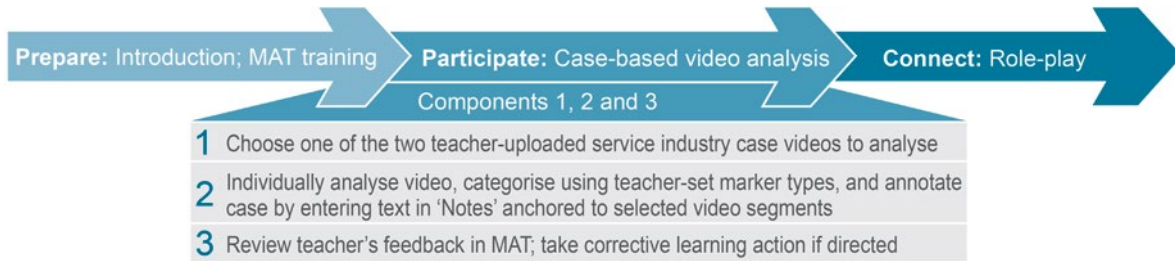 Prepare: Introduction; MAT training
Participate: Case-based video analysis
Connect: Role-play
Components 1, 2 and 3
1 Choose one of the two teacher-uploaded service industry case videos to analyse
2 Individually analyse video, categorise using teacher-set marker types, and annotate
case by entering text in ‘Notes’ anchored to selected video segments
3 Review teacher’s feedback in MAT; take corrective learning action if directed